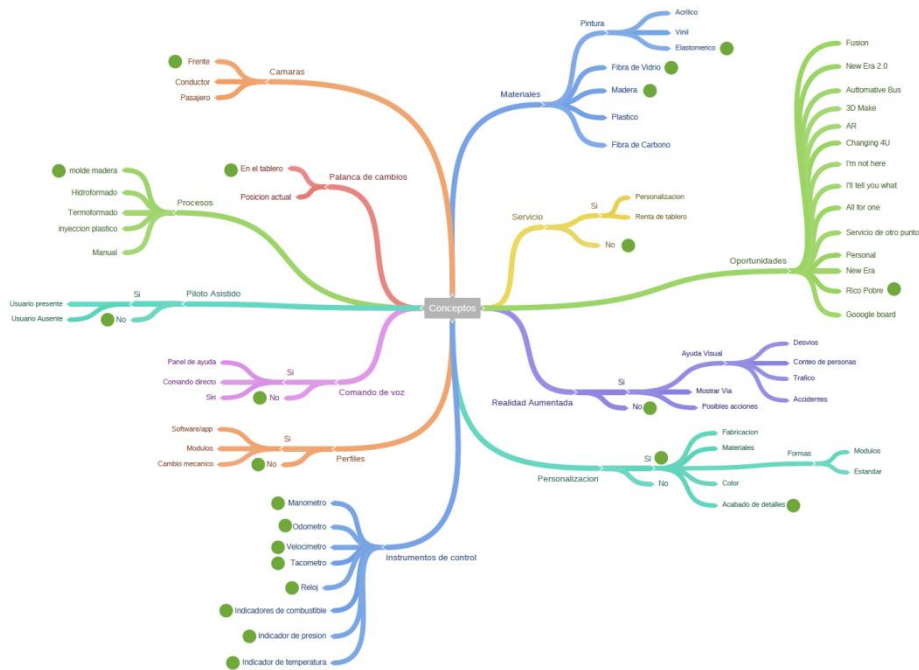 Conceptos
Camaras
Frente
Conductor
Pasajero
Palanca de cambios
En el tablero
Posicion actual
Procesos
molde madera
Hidroformado
Termoformado
inyeccion plastico
Manual
Piloto Asistido
Si
Usuario presente
Usuario Ausente
No
Comando de voz
Si
Panel de ayuda
Comando directo
Siri
No
Perfiles
Si
Software/app
Modulos
Cambio mecanico
No
Instrumentos de control
Manometro
Odometro
Velocimetro
Tacometro
Reloj
Indicadores de combustible
Indicador de presion
Indicador de temperatura
Materiales
Pintura
Acrilico
Vinil
Elastomerico
Fibra de Vidrio
Madera
Plastico
Fibra de Carbono
Servicio
Si
Personalizacion
Renta de tablero
No
Oportunidades
Fusion
New Era 2.0
Auttomative Bus
3D Make
AR
Changing 4U
I'm not here
I'll tell you what
All for one
Servicio de otro punto
Personal
New Era
Rico Pobre
Gooogle board
Realidad Aumentada
Si
Ayuda Visual
Desvios
Conteo de personas
Trafico
Accidentes
Mostrar Via
Posibles acciones
No
Personalizacion
SI
Fabricacion
Materiales
Formas
Modulos
Estandar
Color
Acabado de detalles
No